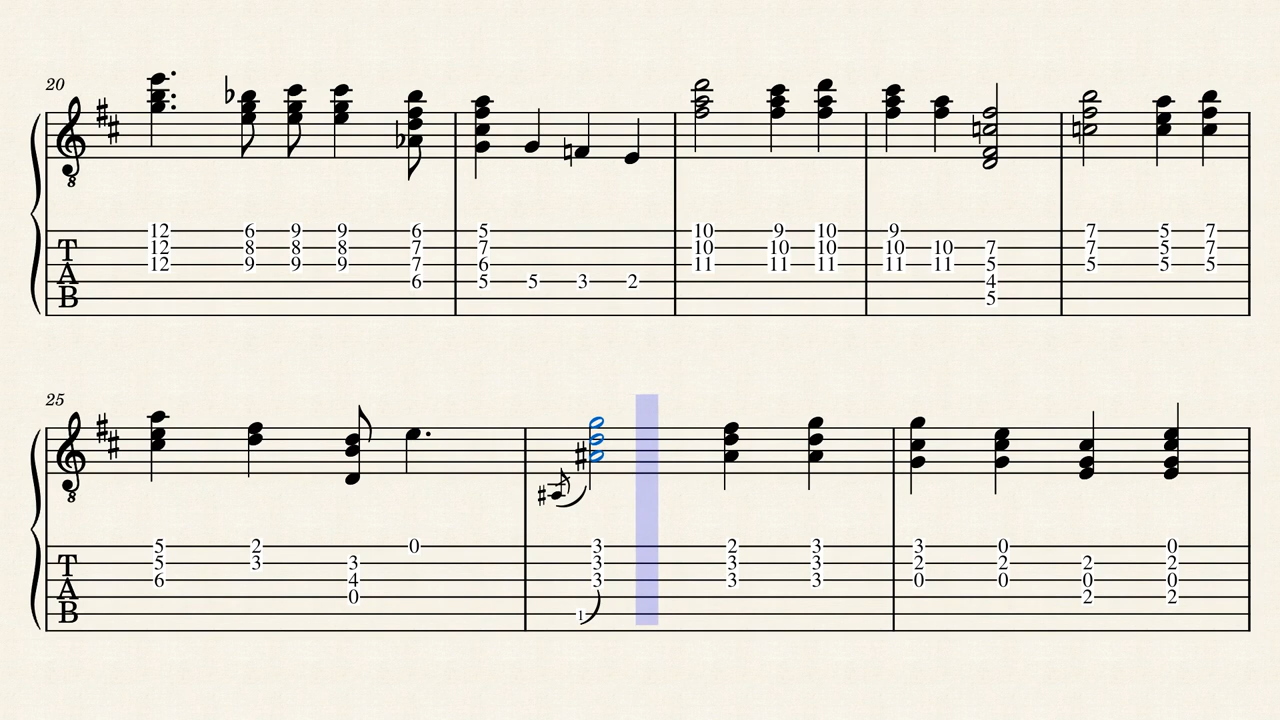 20
8
12 6 9 9 6 5 10 9 10 9 7 5 7
T 12 8 8 8 7 7 10 10 10 10 10 7 7 5 7
12 9 9 9 7 6 11 11 11 11 11 5 5 5 5
A 6 5 5 3 2 4
B 5
25
8
5 2 0 3 2 3 3 0 0
T 5 3 3 3 3 3 2 2 2 2
6 4 3 3 3 0 0 0 0
A 0 2 2
B 1